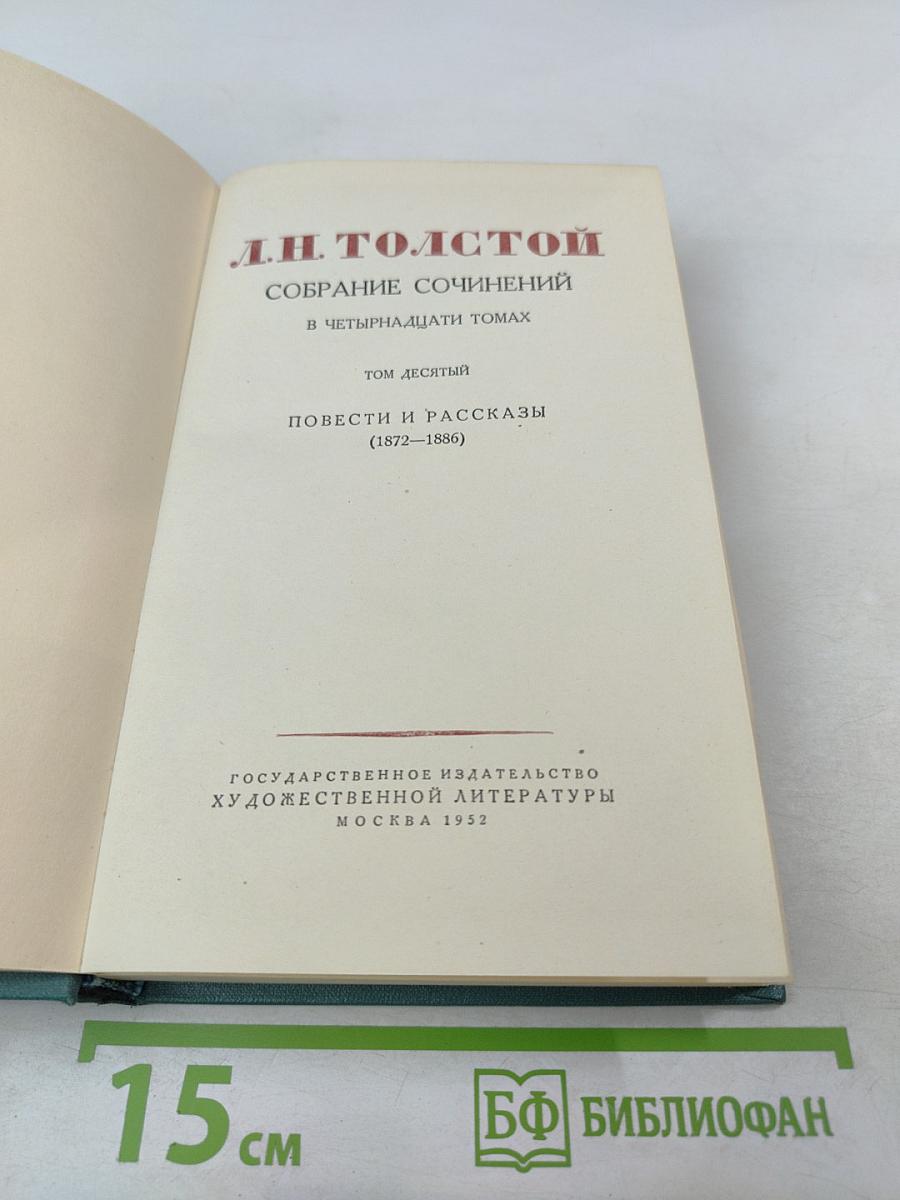 Л.Н. ТОЛСТОЙ
СОБРАНИЕ СОЧИНЕНИЙ
В ЧЕТЫРНАДЦАТИ ТОМАХ
ТОМ ДЕСЯТЫЙ
ПОВЕСТИ И РАССКАЗЫ
(1872—1886)
ГОСУДАРСТВЕННОЕ ИЗДАТЕЛЬСТВО
ХУДОЖЕСТВЕННОЙ ЛИТЕРАТУРЫ
МОСКВА 1952
15 см
БФ БИБЛИОФАН